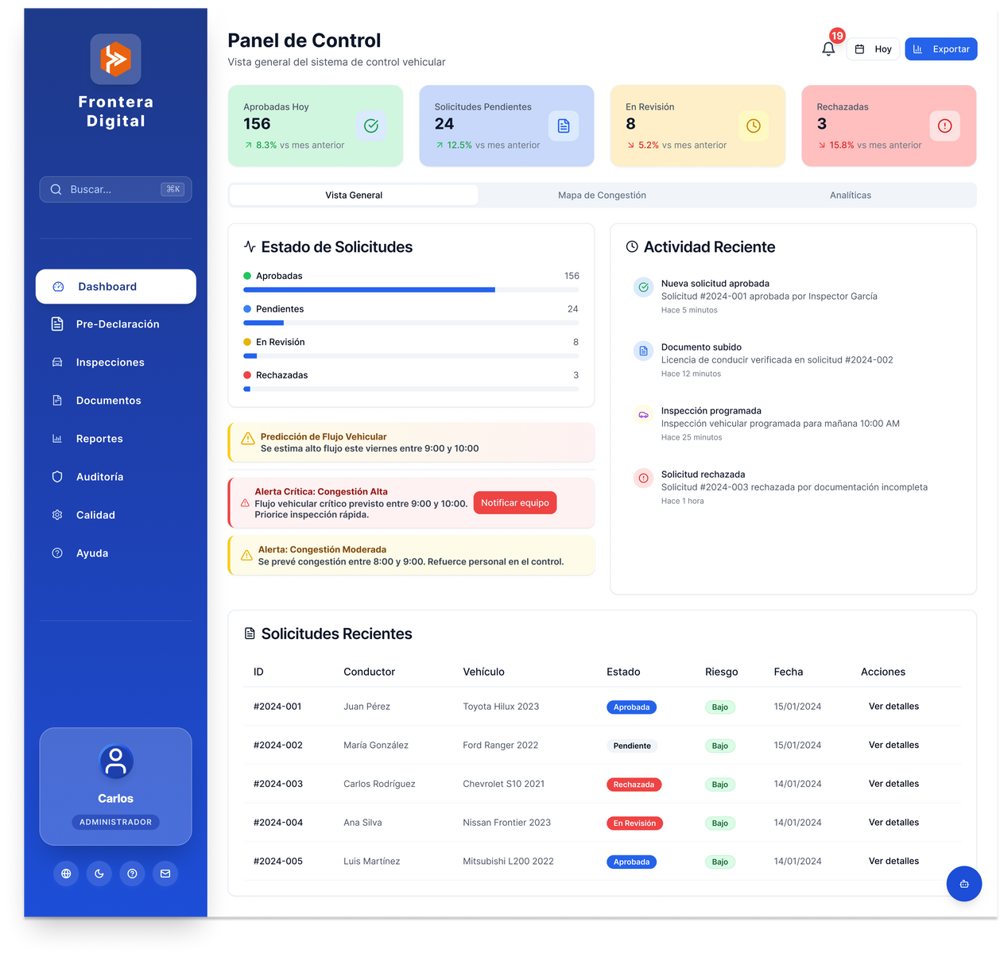 Frontera
Digital
Buscar...
⌘K
Dashboard
Pre-Declaración
Inspecciones
Documentos
Reportes
Auditoría
Calidad
Ayuda
Carlos
ADMINISTRADOR
Panel de Control
Vista general del sistema de control vehicular
19
Hoy
Exportar
Aprobadas Hoy
156
8.3% vs mes anterior
Solicitudes Pendientes
24
12.5% vs mes anterior
En Revisión
8
5.2% vs mes anterior
Rechazadas
3
15.8% vs mes anterior
Vista General
Mapa de Congestión
Analíticas
Estado de Solicitudes
Aprobadas 156
Pendientes 24
En Revisión 8
Rechazadas 3
Predicción de Flujo Vehicular
Se estima alto flujo este viernes entre 9:00 y 10:00
Alerta Crítica: Congestión Alta
Flujo vehicular crítico previsto entre 9:00 y 10:00.
Priorice inspección rápida.
Notificar equipo
Alerta: Congestión Moderada
Se prevé congestión entre 8:00 y 9:00. Refuerce personal en el control.
Actividad Reciente
Nueva solicitud aprobada
Solicitud #2024-001 aprobada por Inspector García
Hace 5 minutos
Documento subido
Licencia de conducir verificada en solicitud #2024-002
Hace 12 minutos
Inspección programada
Inspección vehicular programada para mañana 10:00 AM
Hace 25 minutos
Solicitud rechazada
Solicitud #2024-003 rechazada por documentación incompleta
Hace 1 hora
Solicitudes Recientes
ID Conductor Vehículo Estado Riesgo Fecha Acciones
#2024-001 Juan Pérez Toyota Hilux 2023 Aprobada Bajo 15/01/2024 Ver detalles
#2024-002 María González Ford Ranger 2022 Pendiente Bajo 15/01/2024 Ver detalles
#2024-003 Carlos Rodríguez Chevrolet S10 2021 Rechazada Bajo 14/01/2024 Ver detalles
#2024-004 Ana Silva Nissan Frontier 2023 En Revisión Bajo 14/01/2024 Ver detalles
#2024-005 Luis Martínez Mitsubishi L200 2022 Aprobada Bajo 14/01/2024 Ver detalles